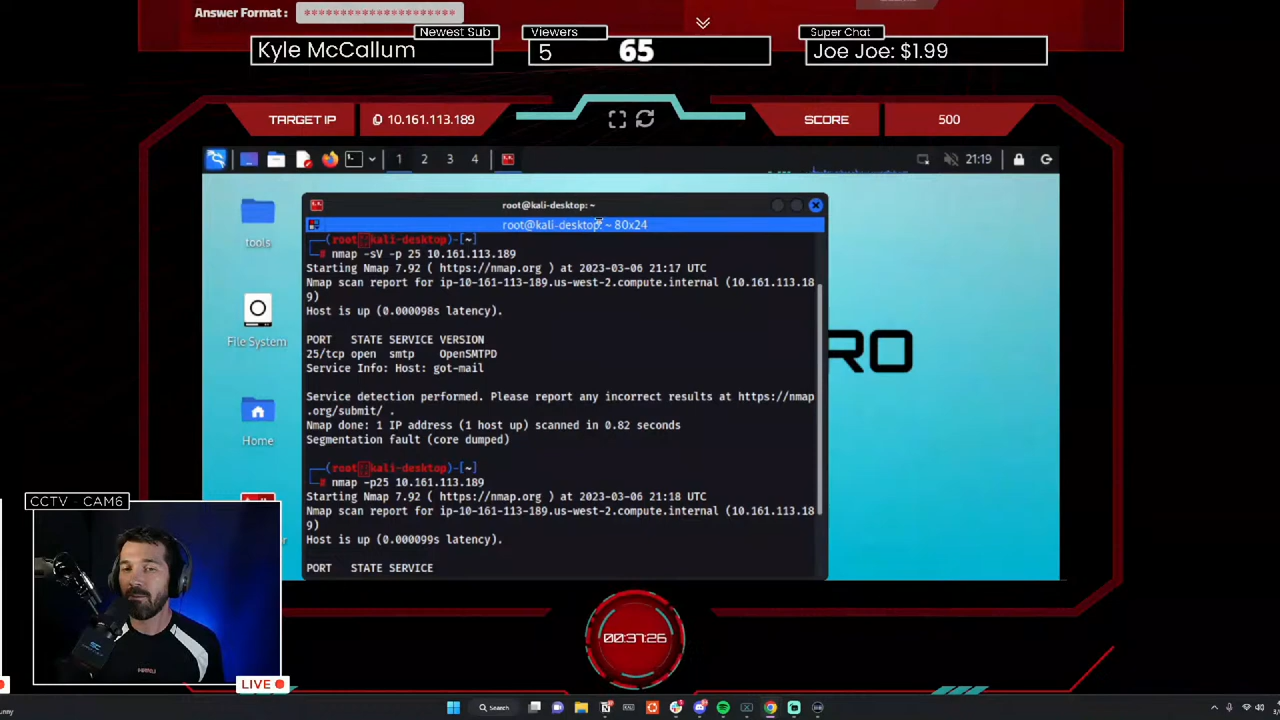 Answer Format :
**********************
Newest Sub
Kyle McCallum
Viewers
5
65
Super Chat
Joe Joe: $1.99
TARGET IP
10.161.113.189
SCORE
500
1 2 3 4
21:19
root@kali-desktop: ~
root@kali-desktop: ~ 80x24
tools
File System
Home
RO
(root kali-desktop)-[~]
nmap -sV -p 25 10.161.113.189
Starting Nmap 7.92 ( https://nmap.org ) at 2023-03-06 21:17 UTC
Nmap scan report for ip-10-161-113-189.us-west-2.compute.internal (10.161.113.18
9)
Host is up (0.000098s latency).
PORT   STATE SERVICE VERSION
25/tcp open  smtp    OpenSMTPD
Service Info: Host: got-mail
Service detection performed. Please report any incorrect results at https://nmap
.org/submit/ .
Nmap done: 1 IP address (1 host up) scanned in 0.82 seconds
Segmentation fault (core dumped)
(root kali-desktop)-[~]
nmap -p25 10.161.113.189
Starting Nmap 7.92 ( https://nmap.org ) at 2023-03-06 21:18 UTC
Nmap scan report for ip-10-161-113-189.us-west-2.compute.internal (10.161.113.18
9)
Host is up (0.000099s latency).
PORT   STATE SERVICE
CCTV - CAM6
LIVE
00:37:26
Search